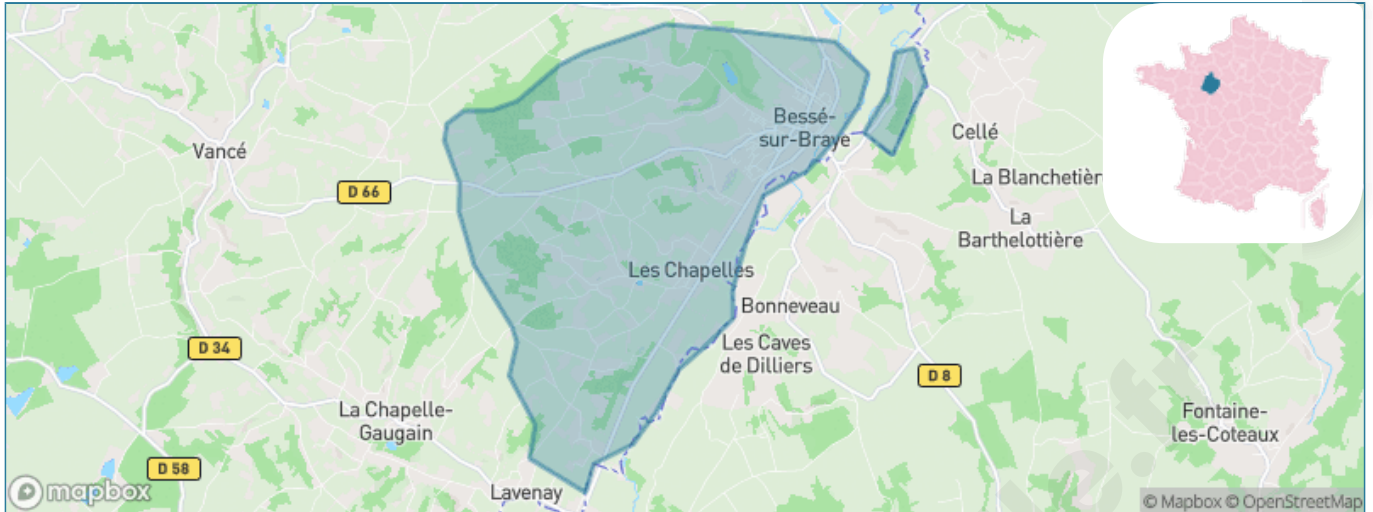 Bessé-
sur-Braye
Cellé
Vancé
La Blanchetièr
D 66
La
Barthelottière
Les Chapelles
Bonneveau
Les Caves
de Dilliers
D 34
D 8
La Chapelle-
Gaugain
Fontaine-
les-Coteaux
D 58
Lavenay
mapbox
© Mapbox © OpenStreetMap